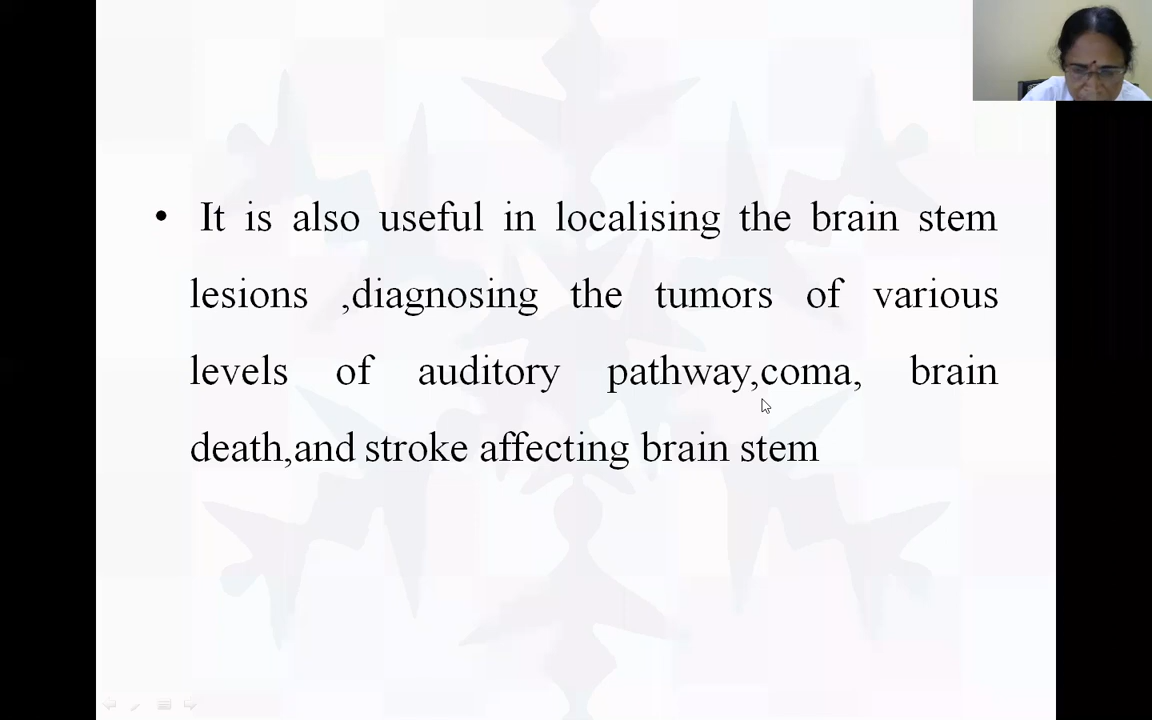 • It is also useful in localising the brain stem
lesions ,diagnosing the tumors of various
levels of auditory pathway,coma, brain
death,and stroke affecting brain stem